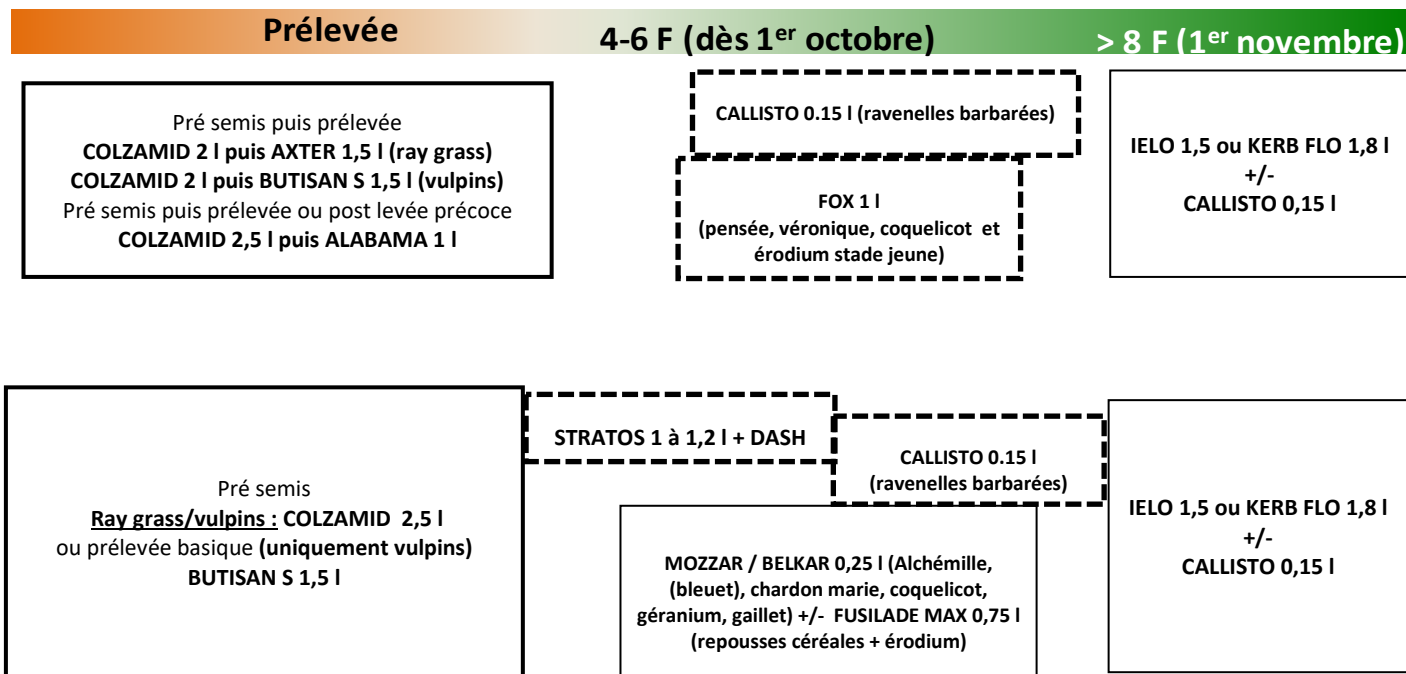 Prélevée
4-6 F (dès 1er octobre)
> 8 F (1er novembre)
Pré semis puis prélevée
COLZAMID 2 l puis AXTER 1,5 l (ray grass)
COLZAMID 2 l puis BUTISAN S 1,5 l (vulpins)
Pré semis puis prélevée ou post levée précoce
COLZAMID 2,5 l puis ALABAMA 1 l
CALLISTO 0.15 l (ravenelles barbarées)
FOX 1 l
(pensée, véronique, coquelicot et
érodium stade jeune)
IELO 1,5 ou KERB FLO 1,8 l
+/-
CALLISTO 0,15 l
Pré semis
Ray grass/vulpins : COLZAMID 2,5 l
ou prélevée basique (uniquement vulpins)
BUTISAN S 1,5 l
STRATOS 1 à 1,2 l + DASH
CALLISTO 0.15 l
(ravenelles barbarées)
MOZZAR / BELKAR 0,25 l (Alchémille,
(bleuet), chardon marie, coquelicot,
géranium, gaillet) +/- FUSILADE MAX 0,75 l
(repousses céréales + érodium)
IELO 1,5 ou KERB FLO 1,8 l
+/-
CALLISTO 0,15 l